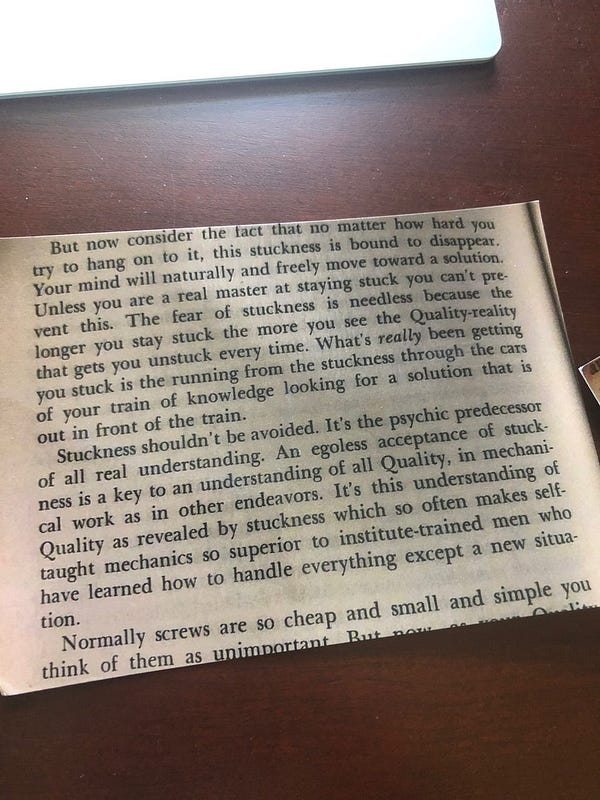 But now consider the fact that no matter how hard you
try to hang on to it, this stuckness is bound to disappear.
Your mind will naturally and freely move toward a solution.
Unless you are a real master at staying stuck you can't pre-
vent this. The fear of stuckness is needless because the
longer you stay stuck the more you see the Quality-reality
that gets you unstuck every time. What's really been getting
you stuck is the running from the stuckness through the cars
of your train of knowledge looking for a solution that is
out in front of the train.
Stuckness shouldn't be avoided. It's the psychic predecessor
of all real understanding. An egoless acceptance of stuck-
ness is a key to an understanding of all Quality, in mechani-
cal work as in other endeavors. It's this understanding of
Quality as revealed by stuckness which so often makes self-
taught mechanics so superior to institute-trained men who
have learned how to handle everything except a new situa-
tion.
Normally screws are so cheap and small and simple you
think of them as unimportant. But now, as your Quality